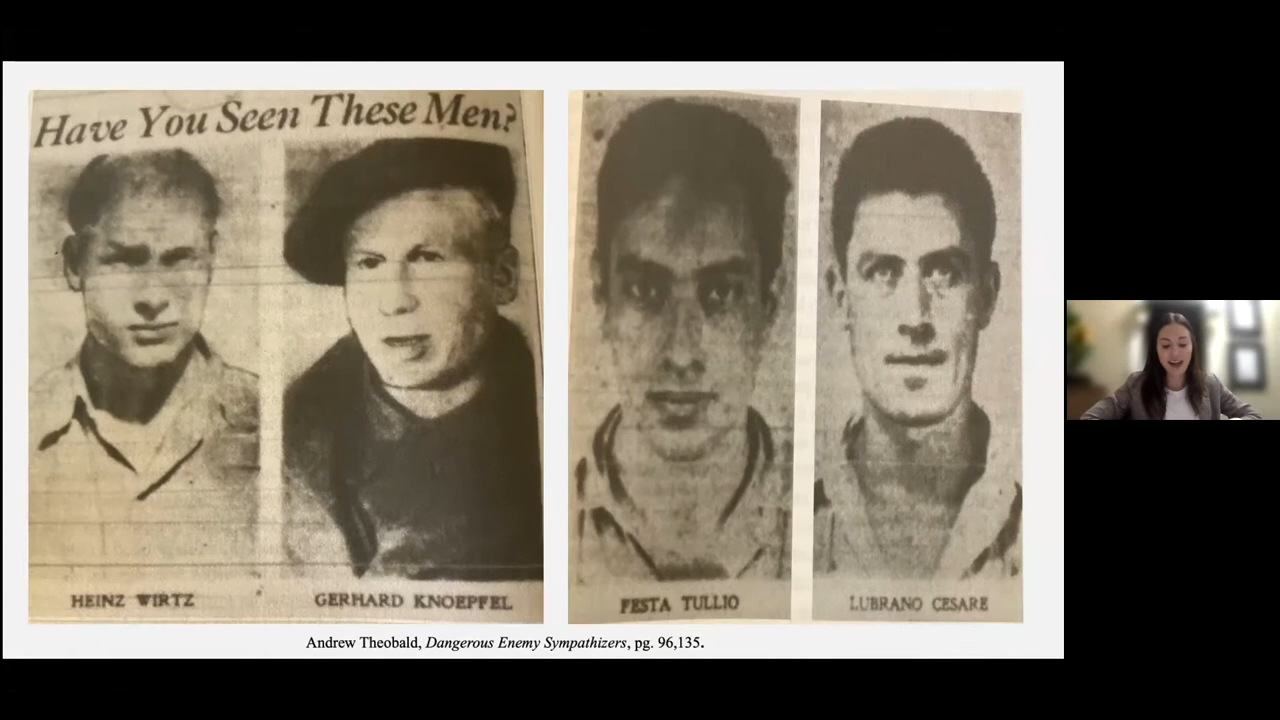 Have You Seen These Men?
HEINZ WIRTZ
GERHARD KNOEPFEL
FESTA TULLIO
LUBRANO CESARE
Andrew Theobald, Dangerous Enemy Sympathizers, pg. 96,135.